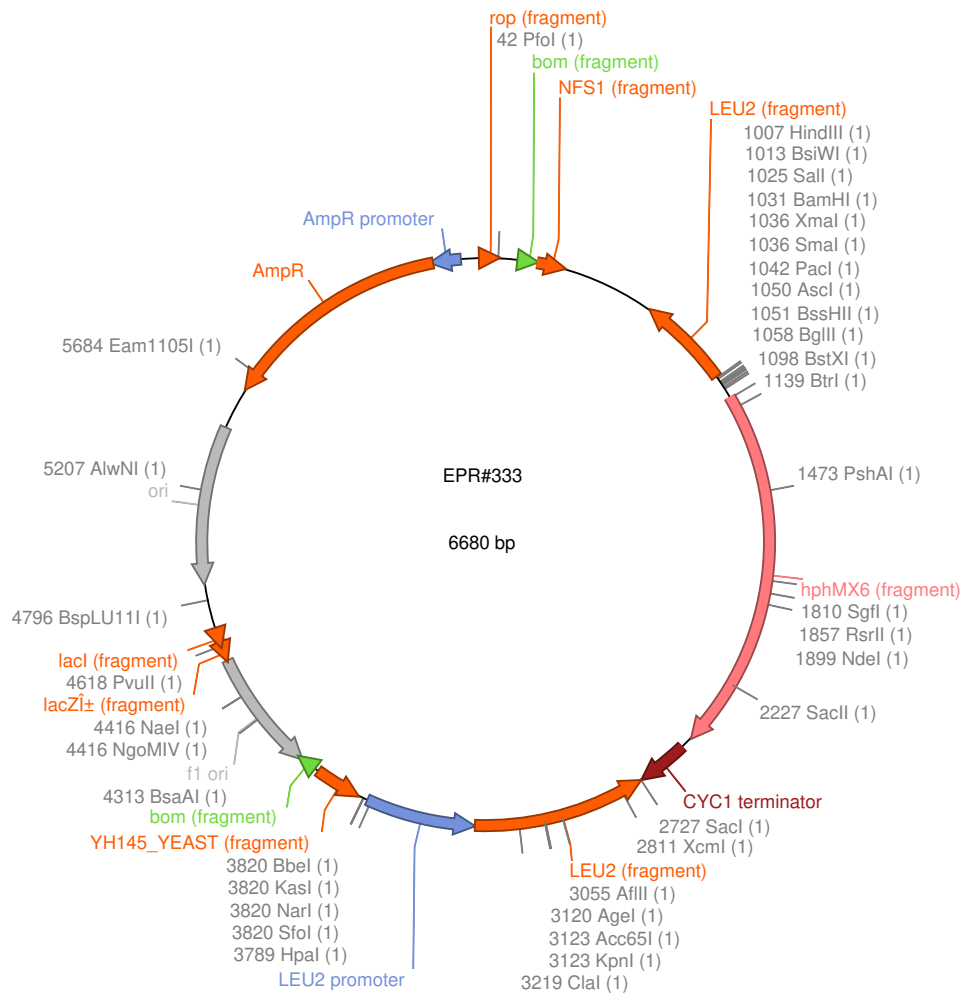 rop (fragment)
42 PfoI (1)
bom (fragment)
NFS1 (fragment)
LEU2 (fragment)
1007 HindIII (1)
1013 BsiWI (1)
1025 SalI (1)
1031 BamHI (1)
1036 XmaI (1)
1036 SmaI (1)
1042 PacI (1)
1050 AscI (1)
1051 BssHII (1)
1058 BglII (1)
1098 BstXI (1)
1139 BtrI (1)
1473 PshAI (1)
hphMX6 (fragment)
1810 SgfI (1)
1857 RsrII (1)
1899 NdeI (1)
2227 SacII (1)
CYC1 terminator
2727 SacI (1)
2811 XcmI (1)
LEU2 (fragment)
3055 AflII (1)
3120 AgeI (1)
3123 Acc65I (1)
3123 KpnI (1)
3219 ClaI (1)
LEU2 promoter
3820 BbeI (1)
3820 KasI (1)
3820 NarI (1)
3820 SfoI (1)
3789 HpaI (1)
YH145_YEAST (fragment)
bom (fragment)
4313 BsaAI (1)
f1 ori
4416 NgoMIV (1)
4416 NaeI (1)
lacZÎ± (fragment)
4618 PvuII (1)
lacI (fragment)
4796 BspLU11I (1)
ori
5207 AlwNI (1)
5684 Eam1105I (1)
AmpR
AmpR promoter
EPR#333
6680 bp